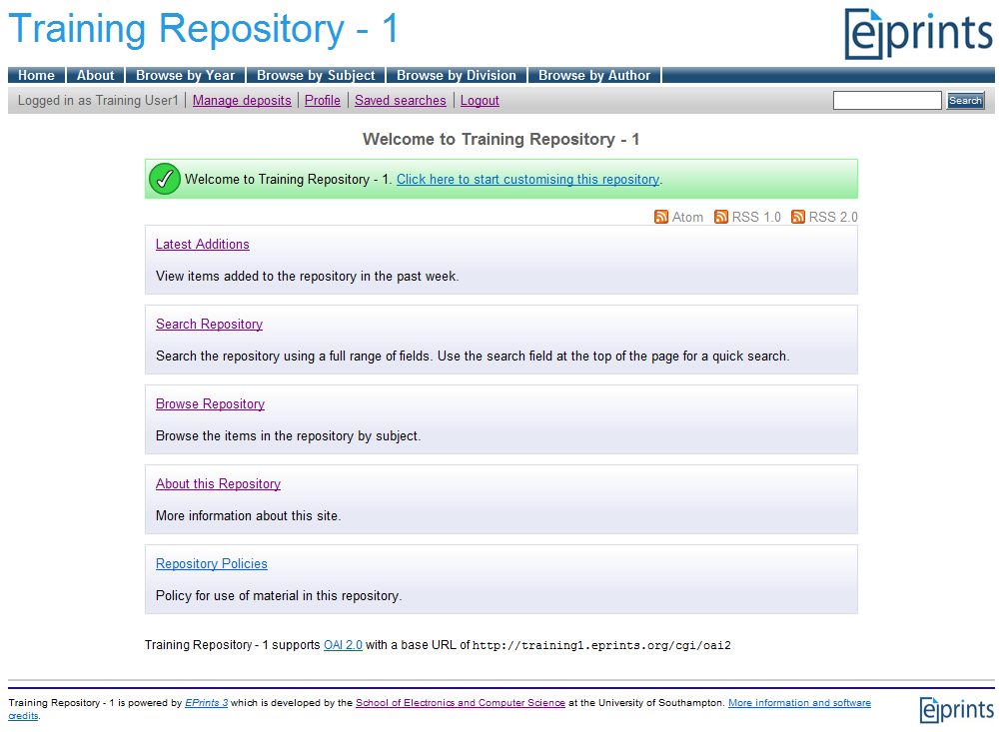 Training Repository - 1
eprints
Home
About
Browse by Year
Browse by Subject
Browse by Division
Browse by Author
Logged in as Training User1 | Manage deposits | Profile | Saved searches | Logout
Search
Welcome to Training Repository - 1
Welcome to Training Repository - 1. Click here to start customising this repository.
Atom RSS 1.0 RSS 2.0
Latest Additions
View items added to the repository in the past week.
Search Repository
Search the repository using a full range of fields. Use the search field at the top of the page for a quick search.
Browse Repository
Browse the items in the repository by subject.
About this Repository
More information about this site.
Repository Policies
Policy for use of material in this repository.
Training Repository - 1 supports OAI 2.0 with a base URL of http://training1.eprints.org/cgi/oai2
Training Repository - 1 is powered by EPrints 3 which is developed by the School of Electronics and Computer Science at the University of Southampton. More information and software
credits.
eprints